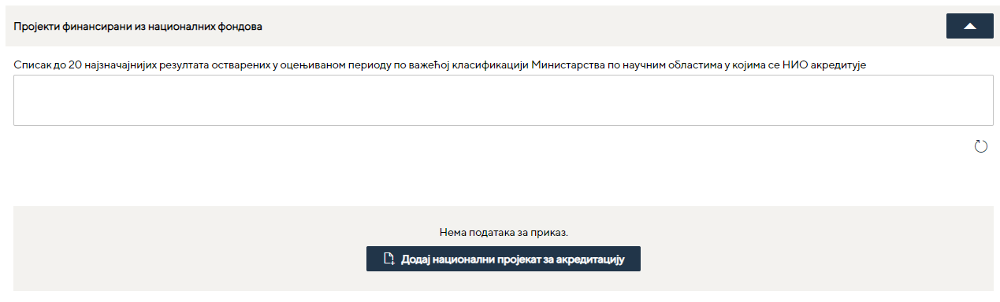 Пројекти финансирани из националних фондова
Списак до 20 најзначајнијих резултата остварених у оцењиваном периоду по важећој класификацији Министарства по научним областима у којима се НИО акредитује
Нема података за приказ.
Додај национални пројекат за акредитацију